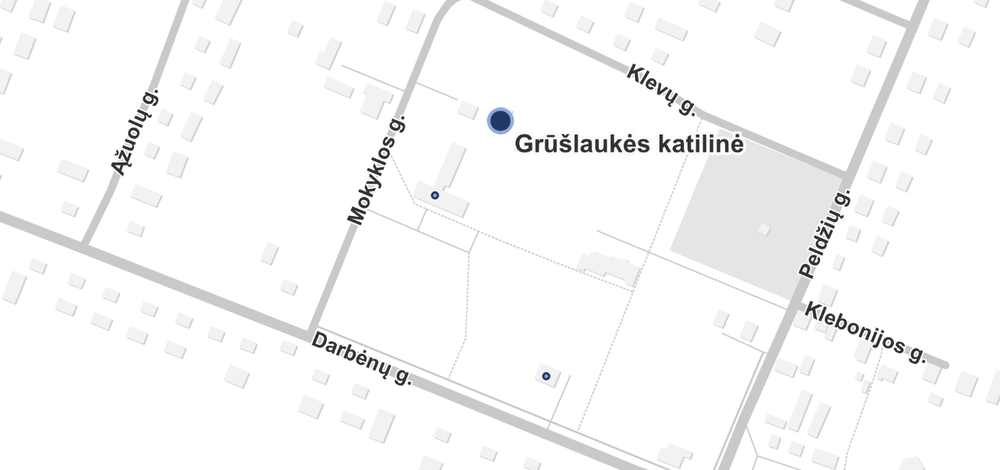 Klevų g.
Ąžuolų g.
Mokyklos g.
Grūšlaukės katilinė
Peldžių g.
Klebonijos g.
Darbėnų g.